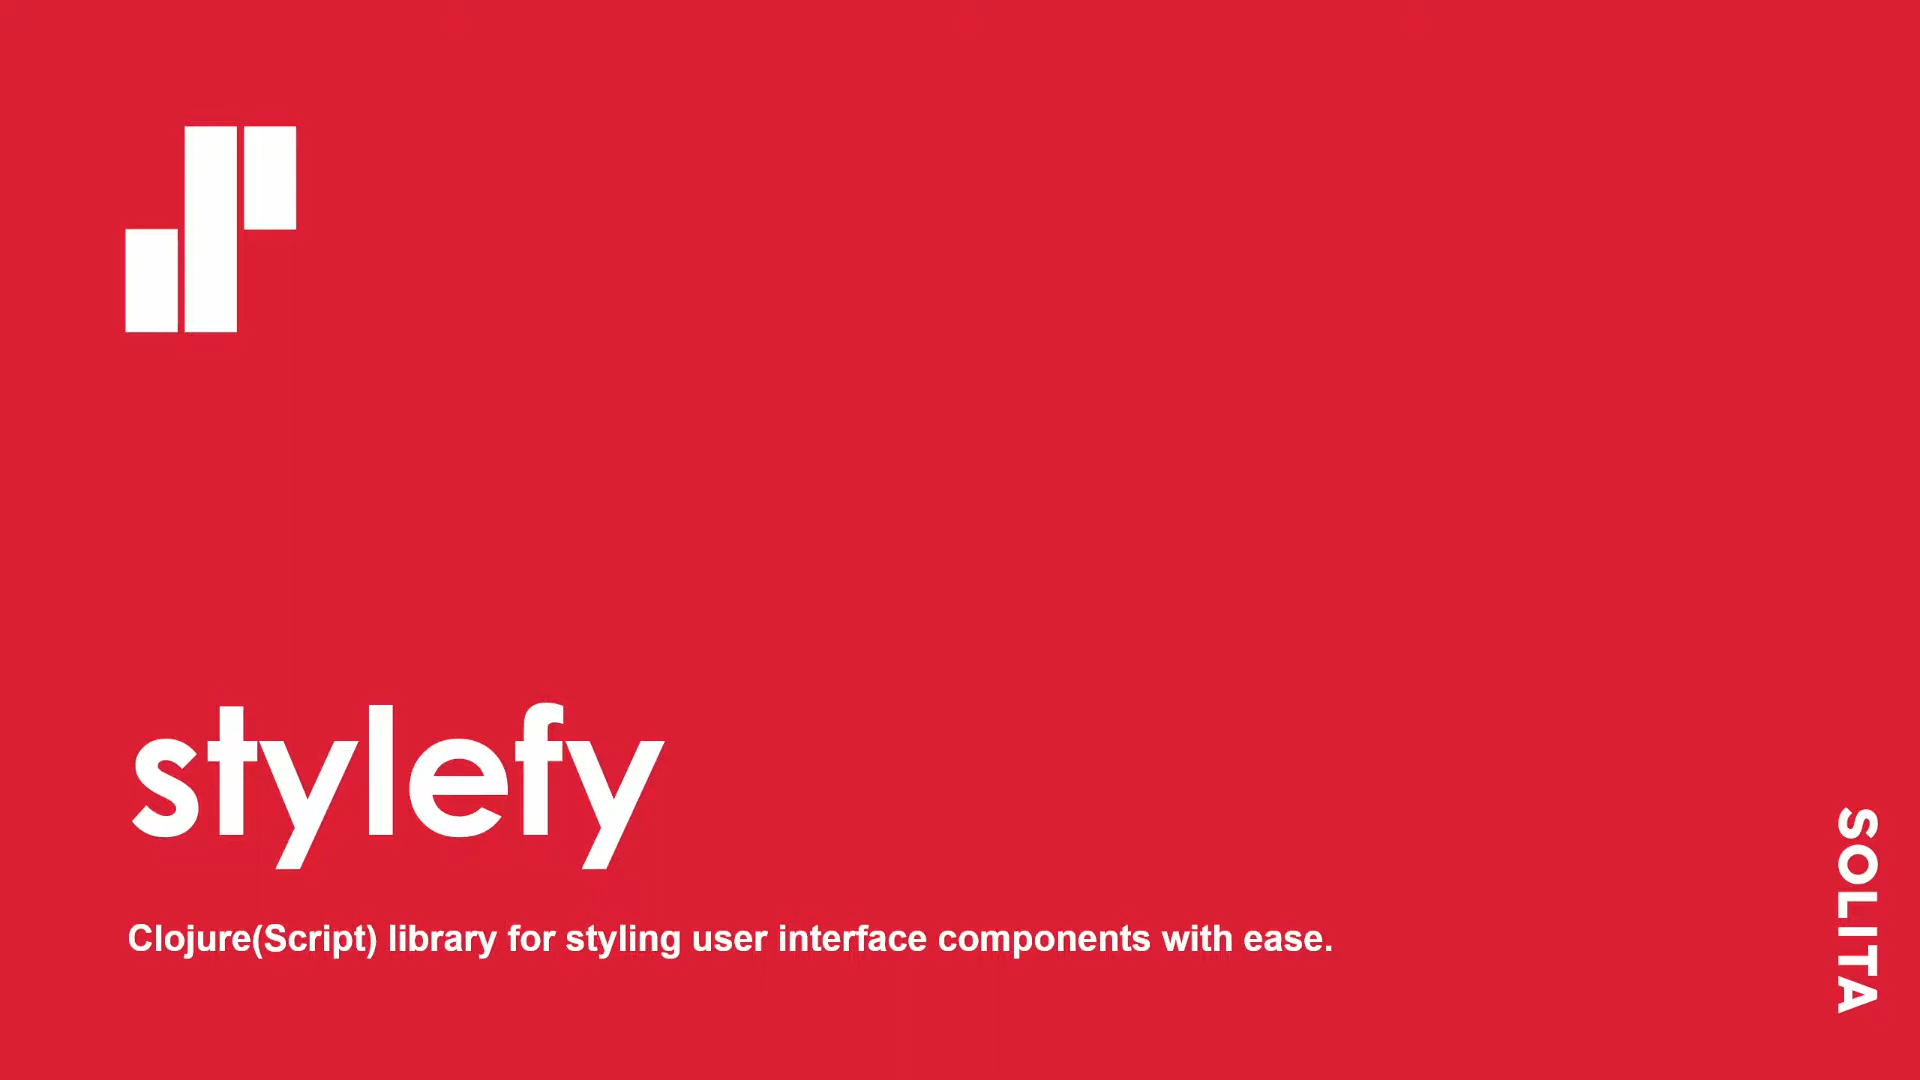 stylefy
Clojure(Script) library for styling user interface components with ease.
SOLITA